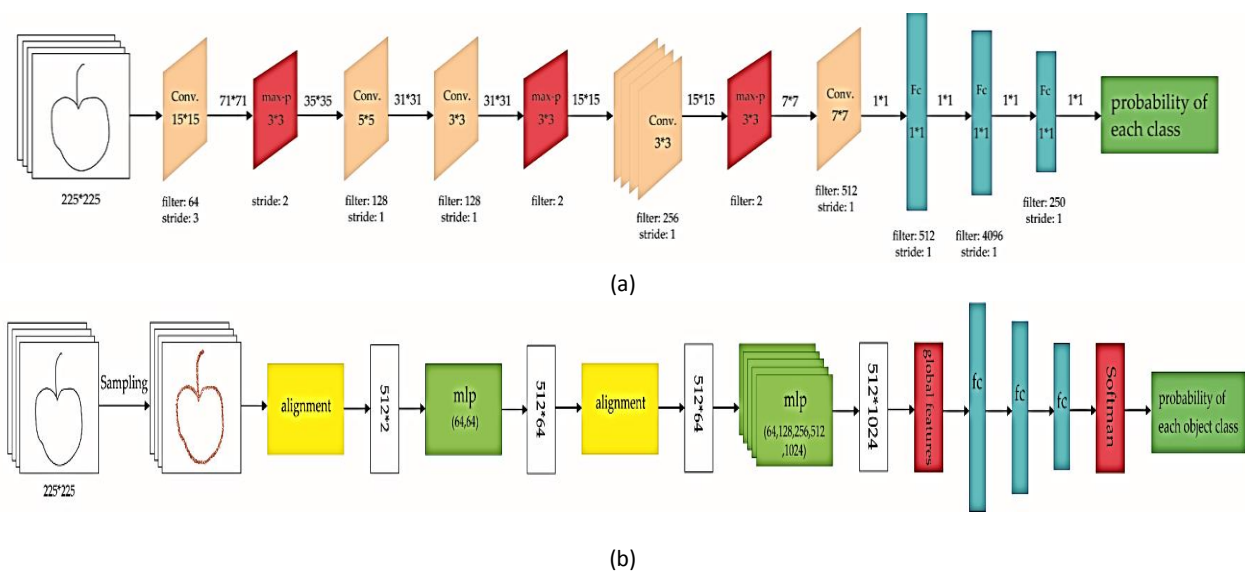 Conv.
15*15
71*71
max-p
3*3
35*35
Conv.
5*5
31*31
Conv.
3*3
31*31
max-p
3*3
15*15
Conv.
3*3
15*15
max-p
3*3
7*7
Conv.
7*7
1*1
Fc
1*1
1*1
Fc
1*1
1*1
Fc
1*1
1*1
probability of
each class
225*225
filter: 64
stride: 3
stride: 2
filter: 128
stride: 1
filter: 128
stride: 1
filter: 2
filter: 256
stride: 1
filter: 2
filter: 512
stride: 1
filter: 512
stride: 1
filter: 4096
stride: 1
filter: 250
stride: 1
(a)
225*225
Sampling
alignment
512*2
mlp
(64,64)
512*64
alignment
512*64
mlp
(64,128,256,512
,1024)
512*1024
global features
fc
fc
fc
Softman
probability of
each object class
(b)